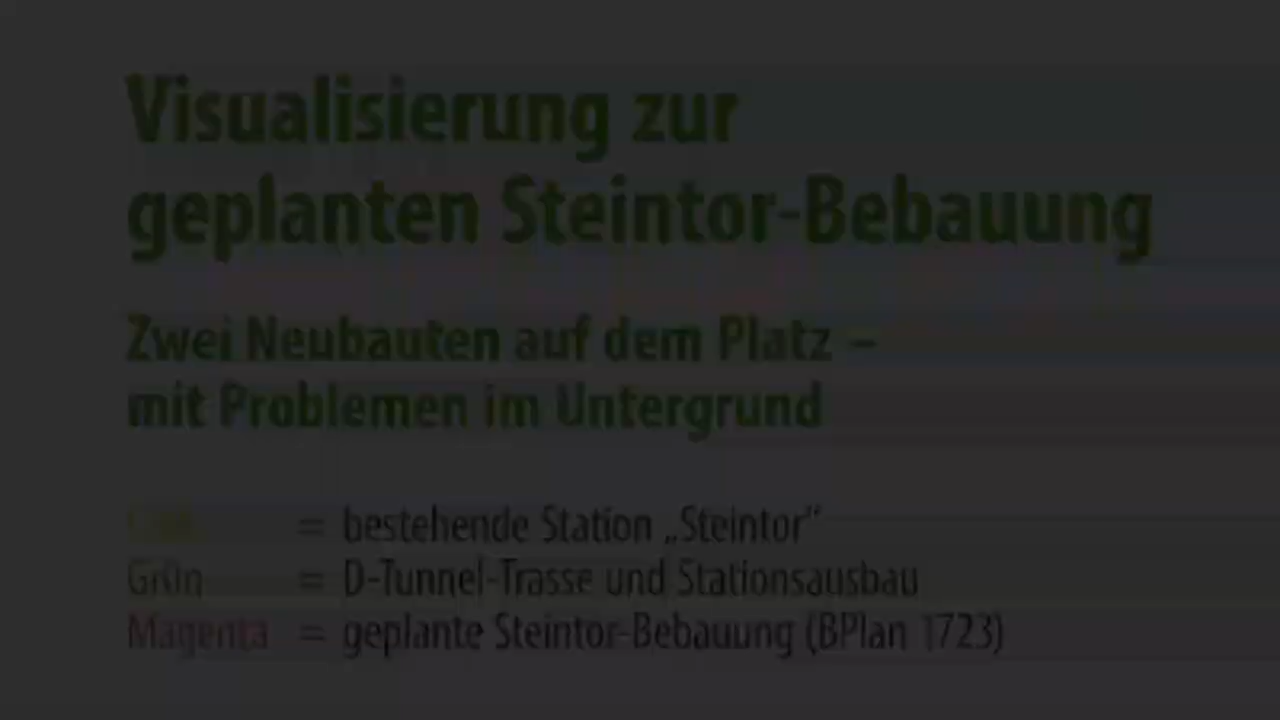 Visualisierung zur
geplanten Steintor-Bebauung
Zwei Neubauten auf dem Platz –
mit Problemen im Untergrund
= bestehende Station „Steintor“
Grün = D-Tunnel-Trasse und Stationsausbau
Magenta = geplante Steintor-Bebauung (BPlan 1723)